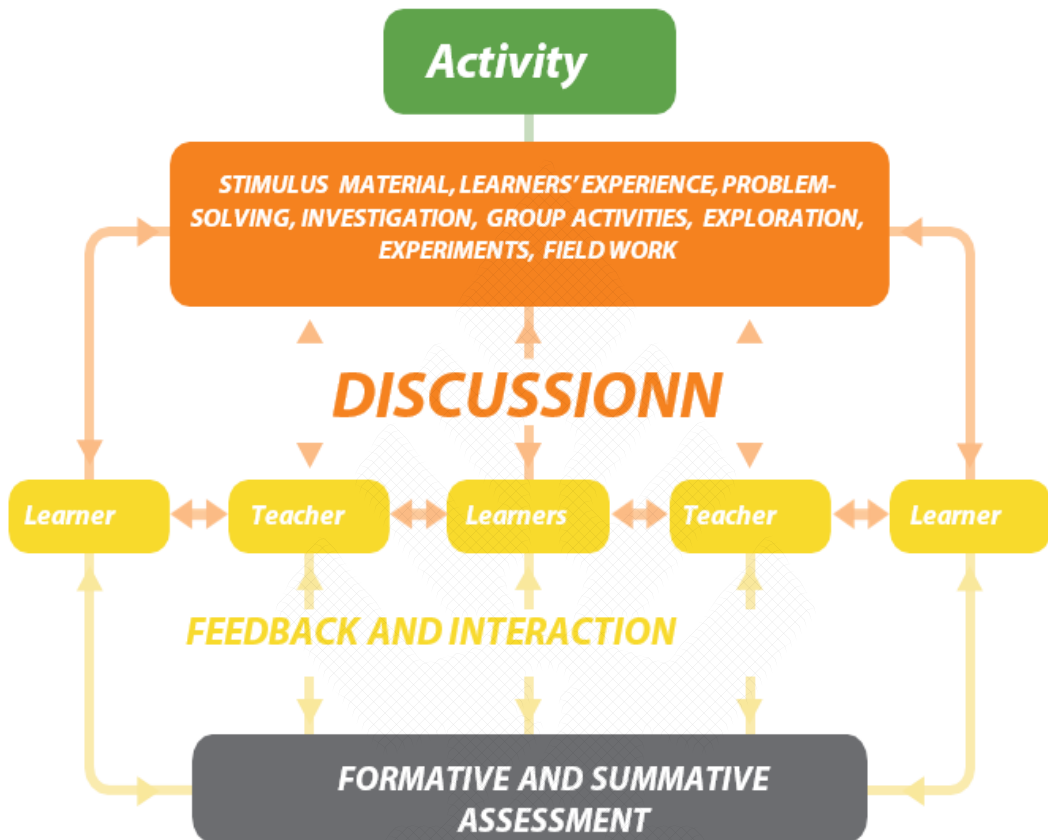 Activity
STIMULUS MATERIAL, LEARNERS' EXPERIENCE, PROBLEM-
SOLVING, INVESTIGATION, GROUP ACTIVITIES, EXPLORATION,
EXPERIMENTS, FIELD WORK
DISCUSSIONN
Learner Teacher Learners Teacher Learner
FEEDBACK AND INTERACTION
FORMATIVE AND SUMMATIVE
ASSESSMENT